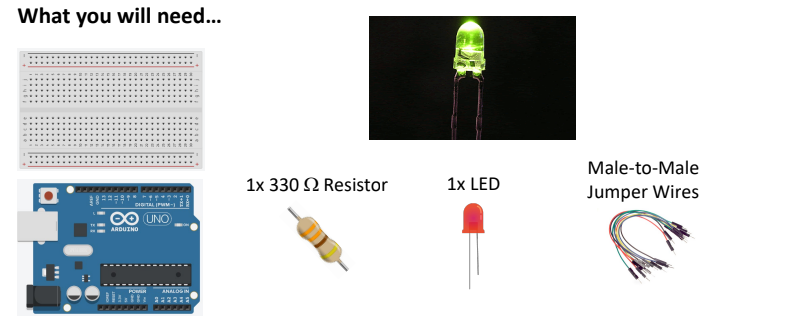 What you will need…
1x 330 Ω Resistor
1x LED
Male-to-Male
Jumper Wires
DIGITAL (PWM ~)
UNO
ARDUINO
POWER
ANALOG IN